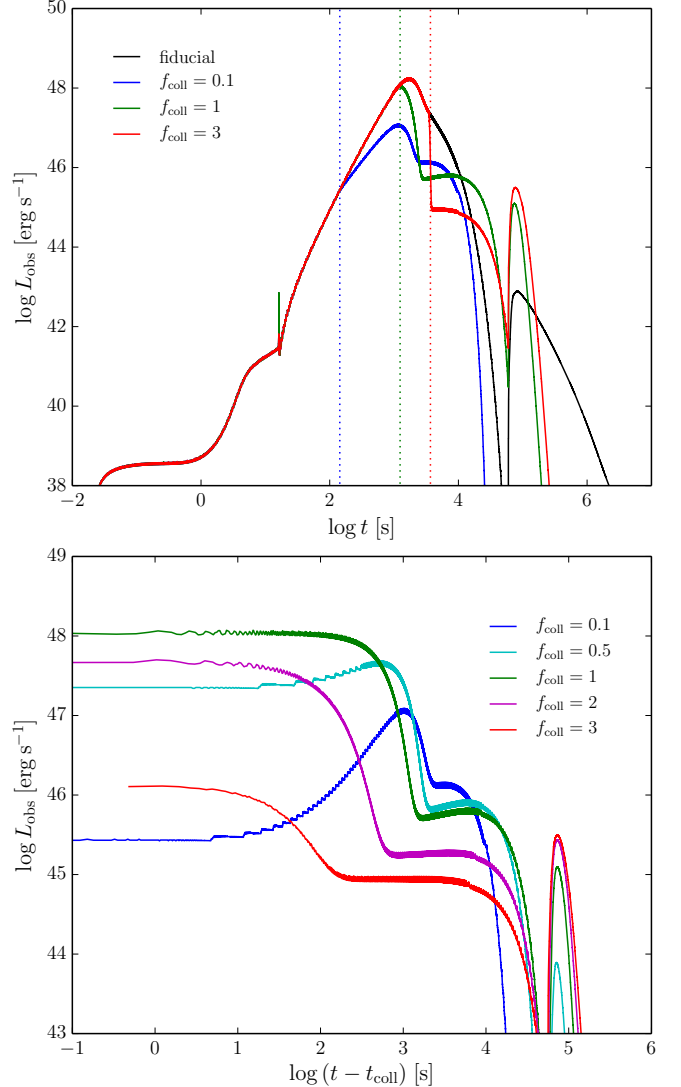 50
48
46
44
42
40
38
−2
0
2
4
6
log L_obs [erg s⁻¹]
log t [s]
fiducial
f_coll = 0.1
f_coll = 1
f_coll = 3
49
48
47
46
45
44
43
−1
0
1
2
3
4
5
6
log L_obs [erg s⁻¹]
log (t − t_coll) [s]
f_coll = 0.1
f_coll = 0.5
f_coll = 1
f_coll = 2
f_coll = 3